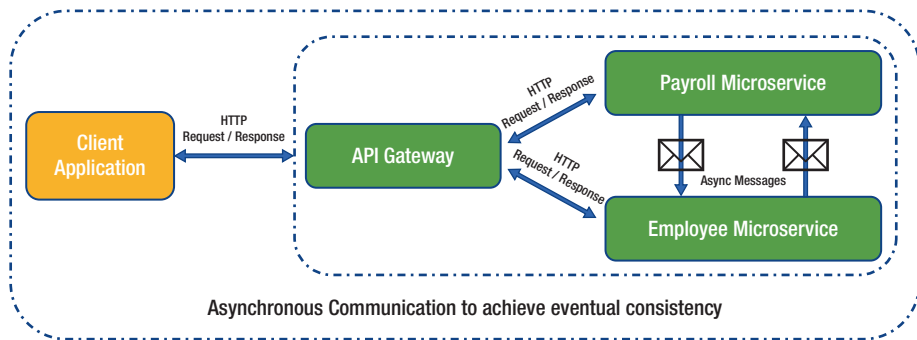 Client
Application
HTTP
Request / Response
API Gateway
HTTP
Request / Response
HTTP
Request / Response
Payroll Microservice
Async Messages
Employee Microservice
Asynchronous Communication to achieve eventual consistency